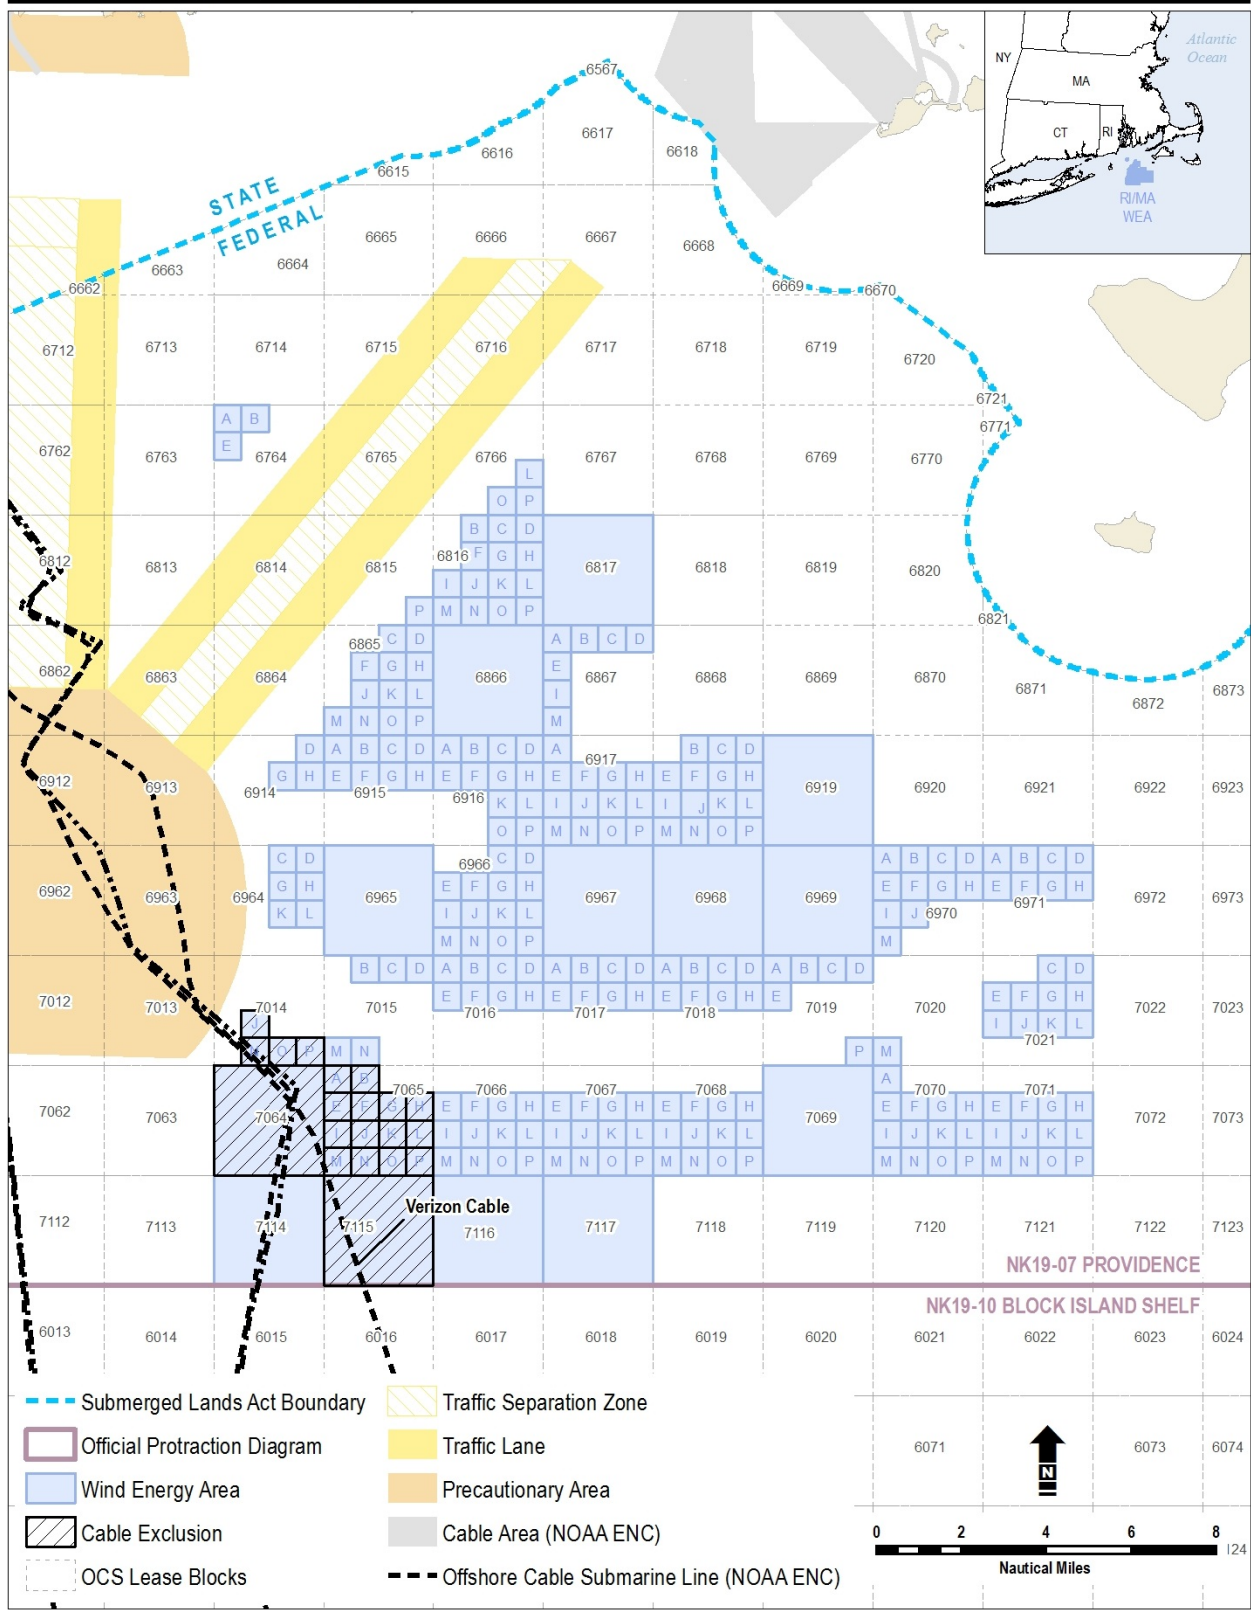 Atlantic
Ocean
NY
MA
CT
RI
RI/MA
WEA
6567
6617
6616
6618
6615
STATE
FEDERAL
6665 6666 6667 6668
6663 6664
6662 6669 6670
6712 6713 6714 6715 6716 6717 6718 6719 6720
6721
A B
6771
E
6762 6763 6764 6765 6766 6767 6768 6769 6770
L
O P
B C D
6816 F G H
6812 6813 6814 6815 6817 6818 6819 6820
I J K L
P M N O P
6821
6865 C D A B C D
F G H E
6862 6863 6864 6866 6867 6868 6869 6870 6871 6872 6873
J K L I
M N O P M
D A B C D A B C D A 6917 B C D
G H E F G H E F G H E F G H E F G H
6912 6913 6914 6915 6916 6919 6920 6921 6922 6923
K L I J K L I J K L
O P M N O P M N O P
C D 6966 C D A B C D A B C D
G H E F G H E F G H E F G H
6962 6963 6964 6965 6967 6968 6969 6971 6972 6973
K L I J K L I J 6970
M N O P M
B C D A B C D A B C D A B C D A B C D C D
E F G H E F G H E F G H E E F G H
7012 7013 7014 7015 7016 7017 7018 7019 7020 7022 7023
J I J K L
7021
O P M N P M
A B A
7065 7066 7067 7068 7070 7071
E F G H E F G H E F G H E F G H E F G H E F G H
7062 7063 7064 7069 7072 7073
I J K L I J K L I J K L I J K L I J K L I J K L
M N O P M N O P M N O P M N O P M N O P M N O P
Verizon Cable
7112 7113 7114 7115 7116 7117 7118 7119 7120 7121 7122 7123
NK19-07 PROVIDENCE
NK19-10 BLOCK ISLAND SHELF
6013 6014 6015 6016 6017 6018 6019 6020 6021 6022 6023 6024
Submerged Lands Act Boundary
Official Protraction Diagram
Wind Energy Area
Cable Exclusion
OCS Lease Blocks
Traffic Separation Zone
Traffic Lane
Precautionary Area
Cable Area (NOAA ENC)
Offshore Cable Submarine Line (NOAA ENC)
6071 6073 6074
N
0 2 4 6 8
Nautical Miles